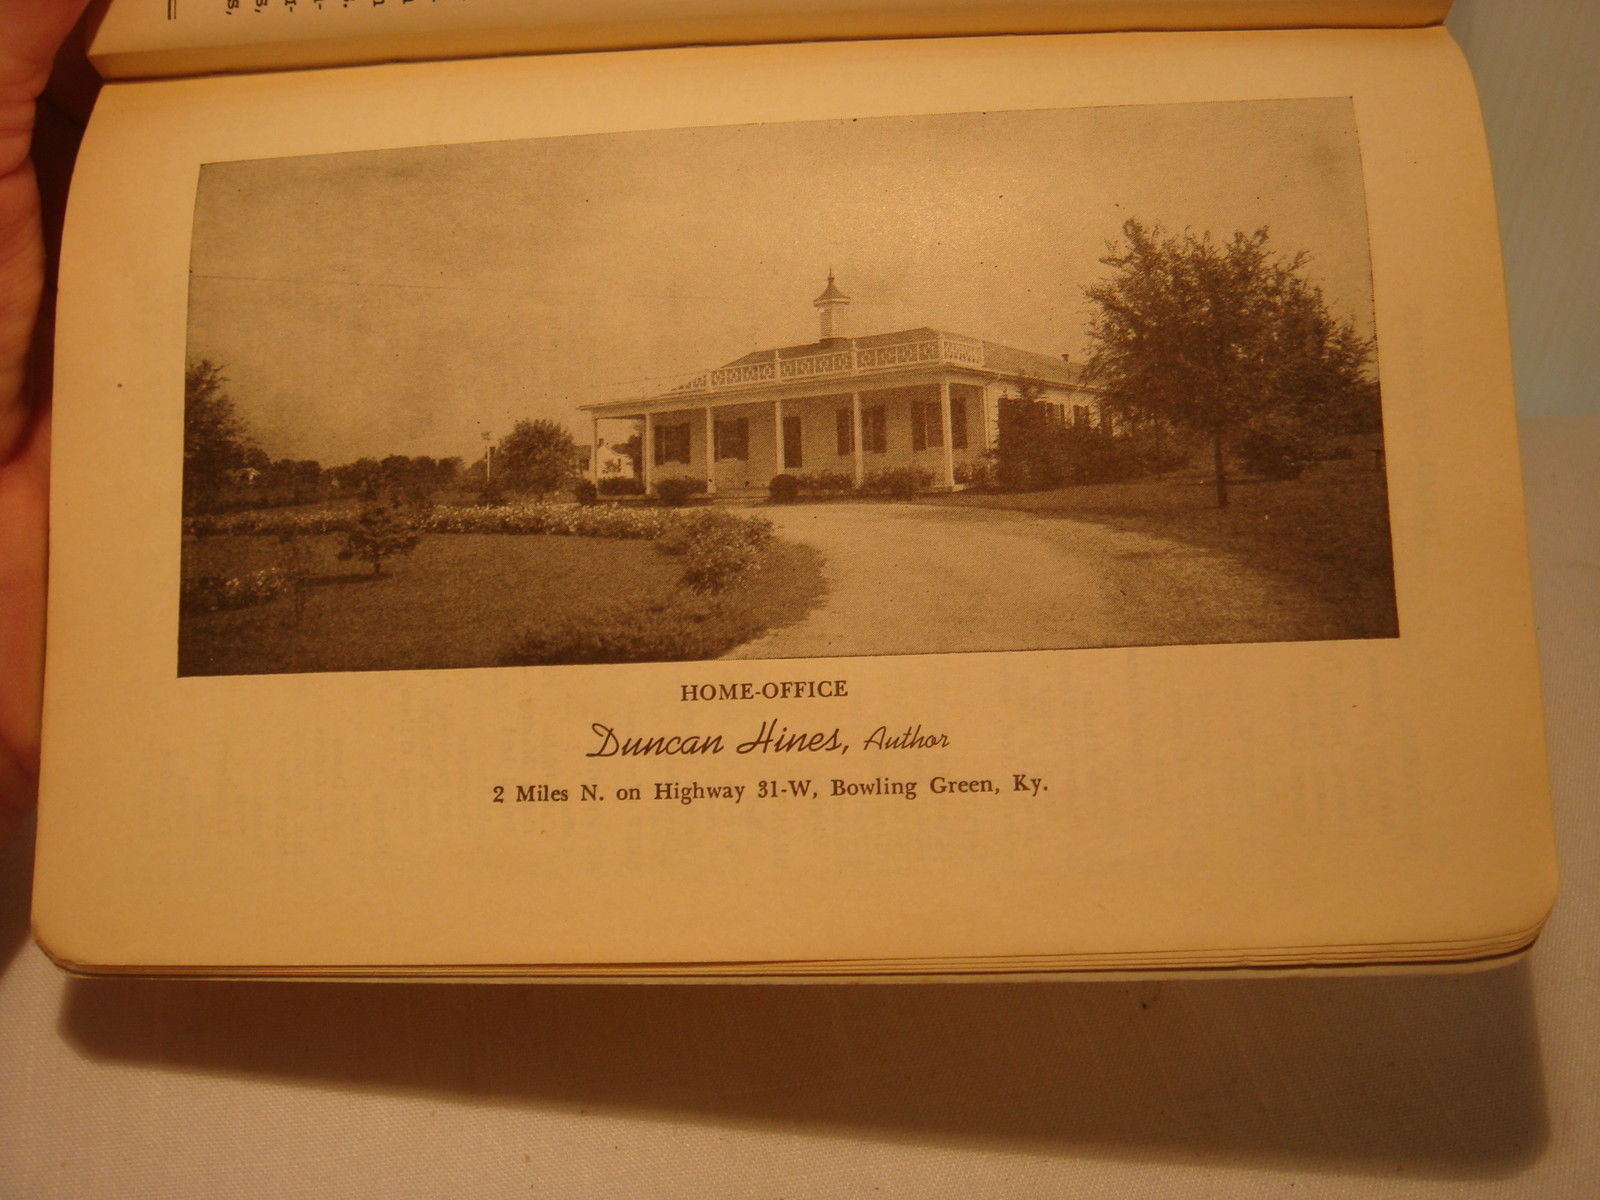 HOME-OFFICE
Duncan Hines, Author
2 Miles N. on Highway 31-W, Bowling Green, Ky.